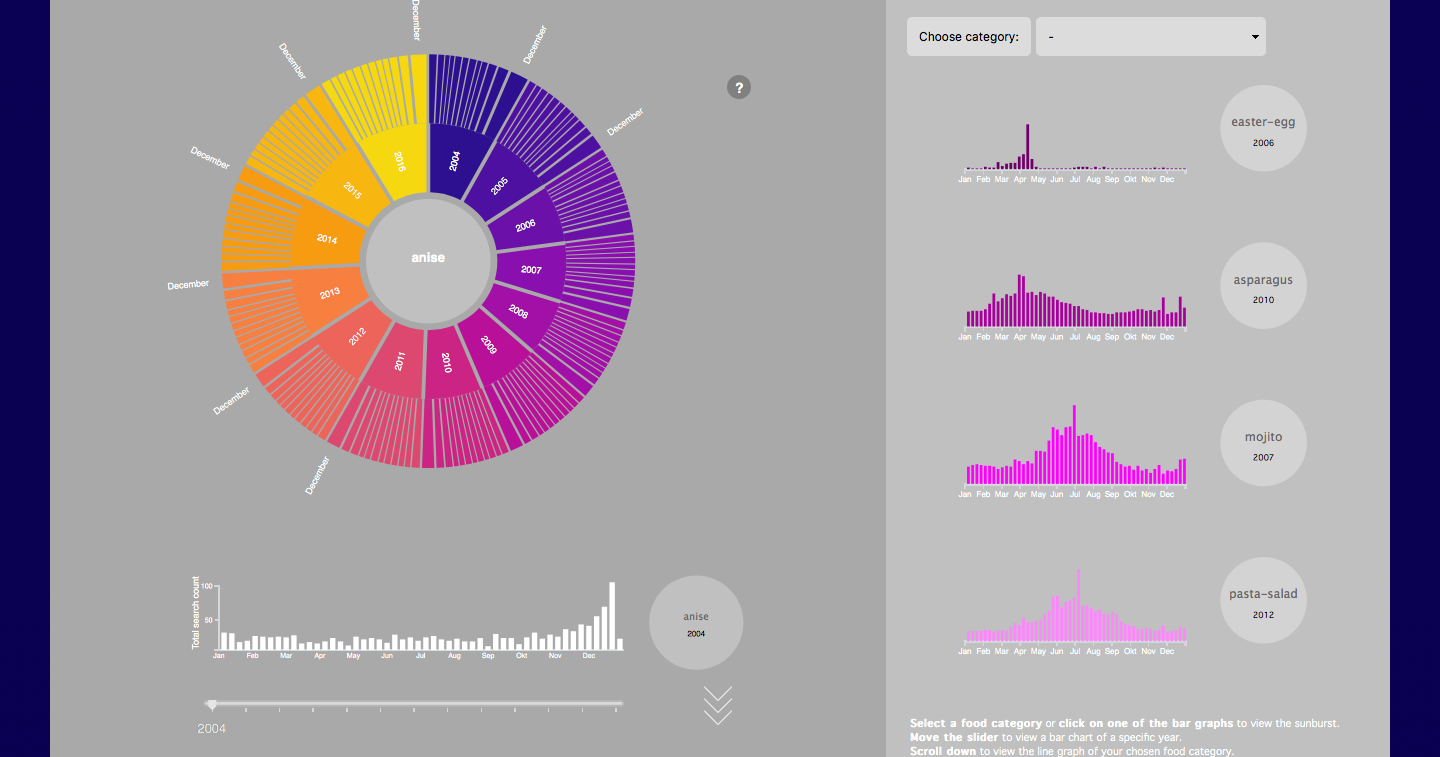 December
December
December
December
December
December
December
December
2004
2005
2006
2007
2008
2009
2010
2011
2012
2013
2014
2015
2016
anise
?
Total search count
100
50
Jan Feb Mar Apr May Jun Jul Aug Sep Okt Nov Dec
anise
2004
2004
Choose category:
-
easter-egg
2006
Jan Feb Mar Apr May Jun Jul Aug Sep Okt Nov Dec
asparagus
2010
Jan Feb Mar Apr May Jun Jul Aug Sep Okt Nov Dec
mojito
2007
Jan Feb Mar Apr May Jun Jul Aug Sep Okt Nov Dec
pasta-salad
2012
Jan Feb Mar Apr May Jun Jul Aug Sep Okt Nov Dec
Select a food category or click on one of the bar graphs to view the sunburst.
Move the slider to view a bar chart of a specific year.
Scroll down to view the line graph of your chosen food category.